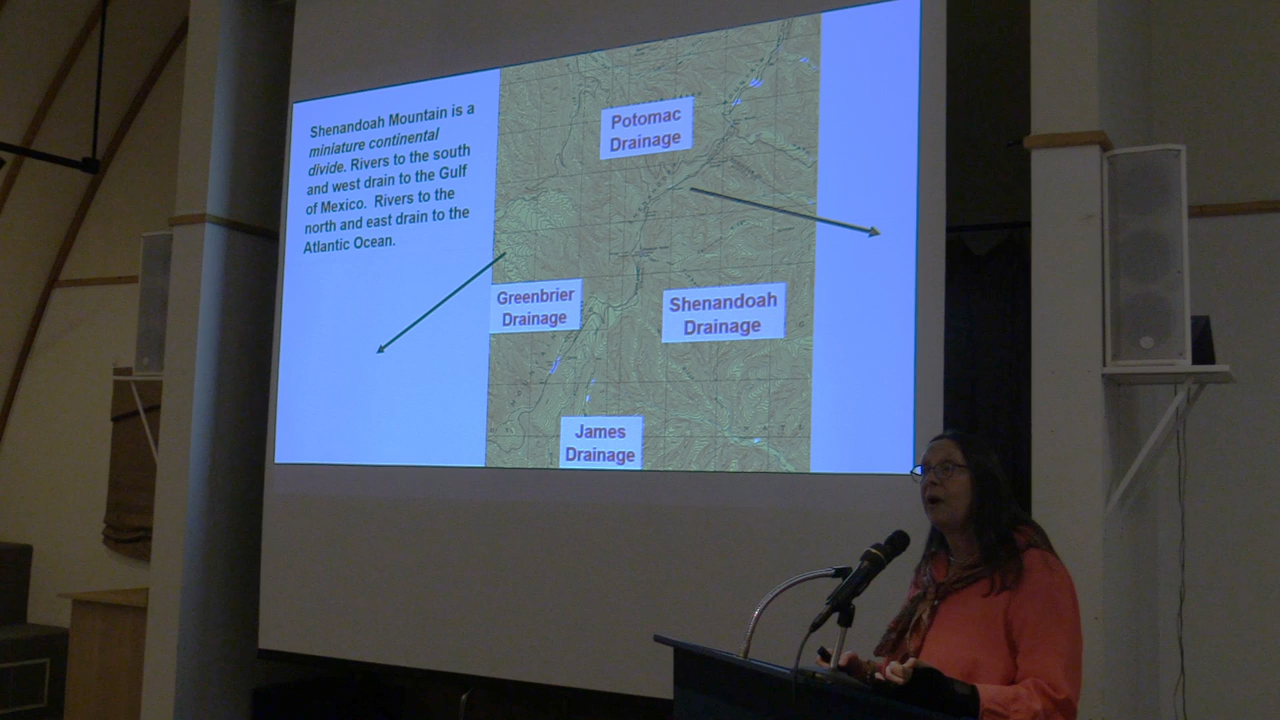 Shenandoah Mountain is a
miniature continental
divide. Rivers to the south
and west drain to the Gulf
of Mexico. Rivers to the
north and east drain to the
Atlantic Ocean.
Potomac
Drainage
Greenbrier
Drainage
Shenandoah
Drainage
James
Drainage